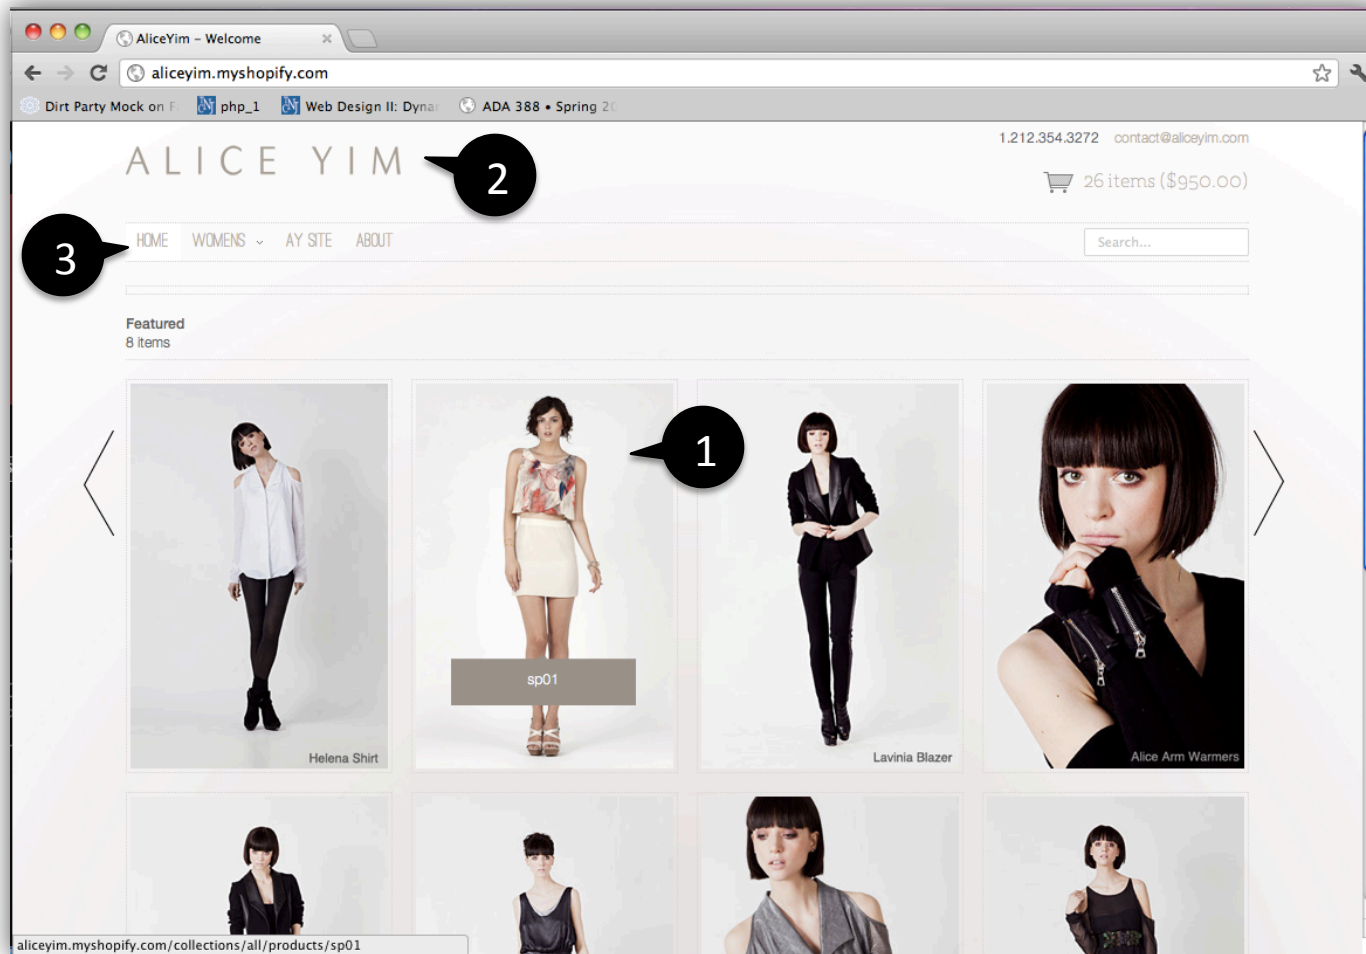 AliceYim – Welcome
aliceyim.myshopify.com
Dirt Party Mock on F
php_1
Web Design II: Dynar
ADA 388 • Spring 20
1.212.354.3272 contact@aliceyim.com
ALICE YIM
2
26 items ($950.00)
3
HOME WOMENS AY SITE ABOUT
Search...
Featured
8 items
1
sp01
Helena Shirt
Lavinia Blazer
Alice Arm Warmers
aliceyim.myshopify.com/collections/all/products/sp01